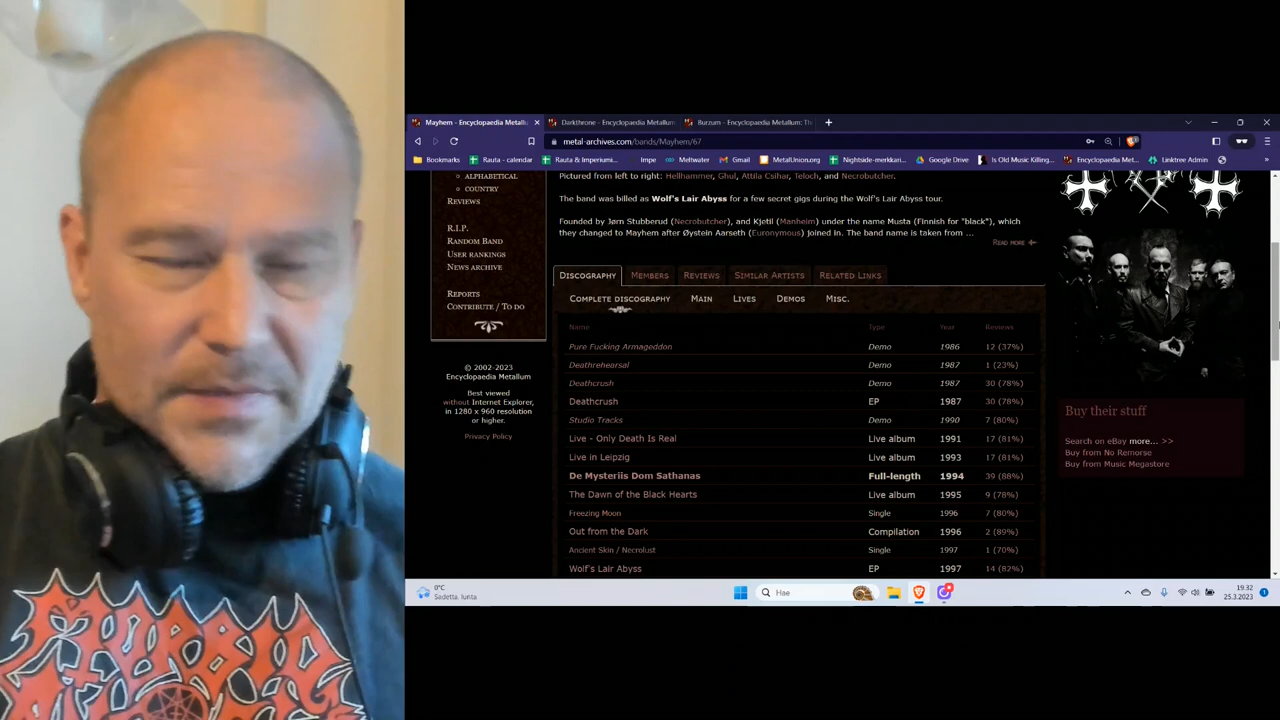 Mayhem - Encyclopaedia Metallu
Darkthrone - Encyclopaedia Metallum
Burzum - Encyclopaedia Metallum: Th
metal-archives.com/bands/Mayhem/67
Bookmarks Rauta - calendar Rauta & Imperiumi... Impe Meltwater Gmail MetalUnion.org Nightside-merkkari... Google Drive Is Old Music Killing... Encyclopaedia Met... Linktree Admin
Alphabetical
Country
Reviews
R.I.P.
Random Band
User rankings
News archive
Reports
Contribute / To do
© 2002-2023
Encyclopaedia Metallum
Best viewed
without Internet Explorer,
in 1280 x 960 resolution
or higher.
Privacy Policy
Pictured from left to right: Hellhammer, Ghul, Attila Csihar, Teloch, and Necrobutcher.
The band was billed as Wolf's Lair Abyss for a few secret gigs during the Wolf's Lair Abyss tour.
Founded by Jørn Stubberud (Necrobutcher), and Kjetil (Manheim) under the name Musta (Finnish for "black"), which
they changed to Mayhem after Øystein Aarseth (Euronymous) joined in. The band name is taken from ...
Read more
Discography Members Reviews Similar Artists Related Links
Complete discography Main Lives Demos Misc.
Name Type Year Reviews
Pure Fucking Armageddon Demo 1986 12 (37%)
Deathrehearsal Demo 1987 1 (23%)
Deathcrush Demo 1987 30 (78%)
Deathcrush EP 1987 30 (78%)
Studio Tracks Demo 1990 7 (80%)
Live - Only Death Is Real Live album 1991 17 (81%)
Live in Leipzig Live album 1993 17 (81%)
De Mysteriis Dom Sathanas Full-length 1994 39 (88%)
The Dawn of the Black Hearts Live album 1995 9 (78%)
Freezing Moon Single 1996 7 (80%)
Out from the Dark Compilation 1996 2 (89%)
Ancient Skin / Necrolust Single 1997 1 (70%)
Wolf's Lair Abyss EP 1997 14 (82%)
Buy their stuff
Search on eBay more... >>
Buy from No Remorse
Buy from Music Megastore
0°C
Sadetta, lunta
Hae
19.32
25.3.2023